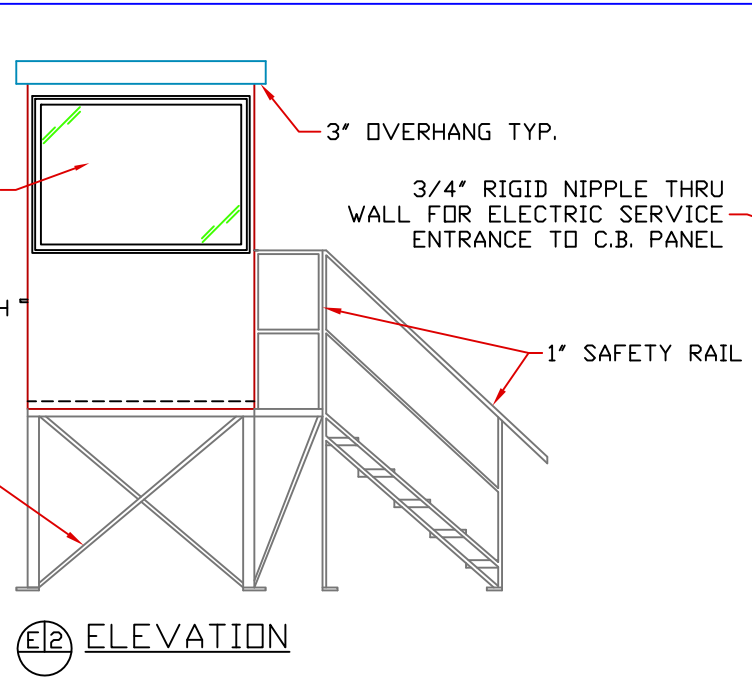 3" OVERHANG TYP.
3/4" RIGID NIPPLE THRU
WALL FOR ELECTRIC SERVICE
ENTRANCE TO C.B. PANEL
H
1" SAFETY RAIL
E 2 ELEVATION